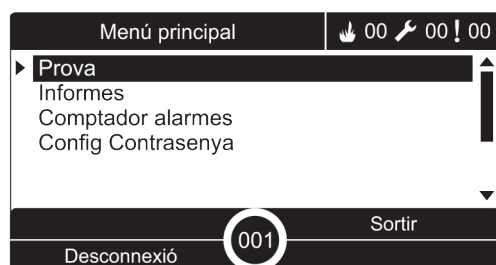 Menú principal
00 00 00
Prova
Informes
Comptador alarmes
Config Contrasenya
Sortir
001
Desconnexió